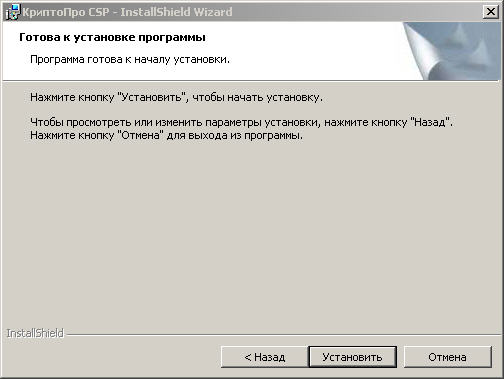 КриптоПро CSP - InstallShield Wizard
Готова к установке программы
Программа готова к началу установки.
Нажмите кнопку "Установить", чтобы начать установку.
Чтобы просмотреть или изменить параметры установки, нажмите кнопку "Назад".
Нажмите кнопку "Отмена" для выхода из программы.
InstallShield
< Назад Установить Отмена